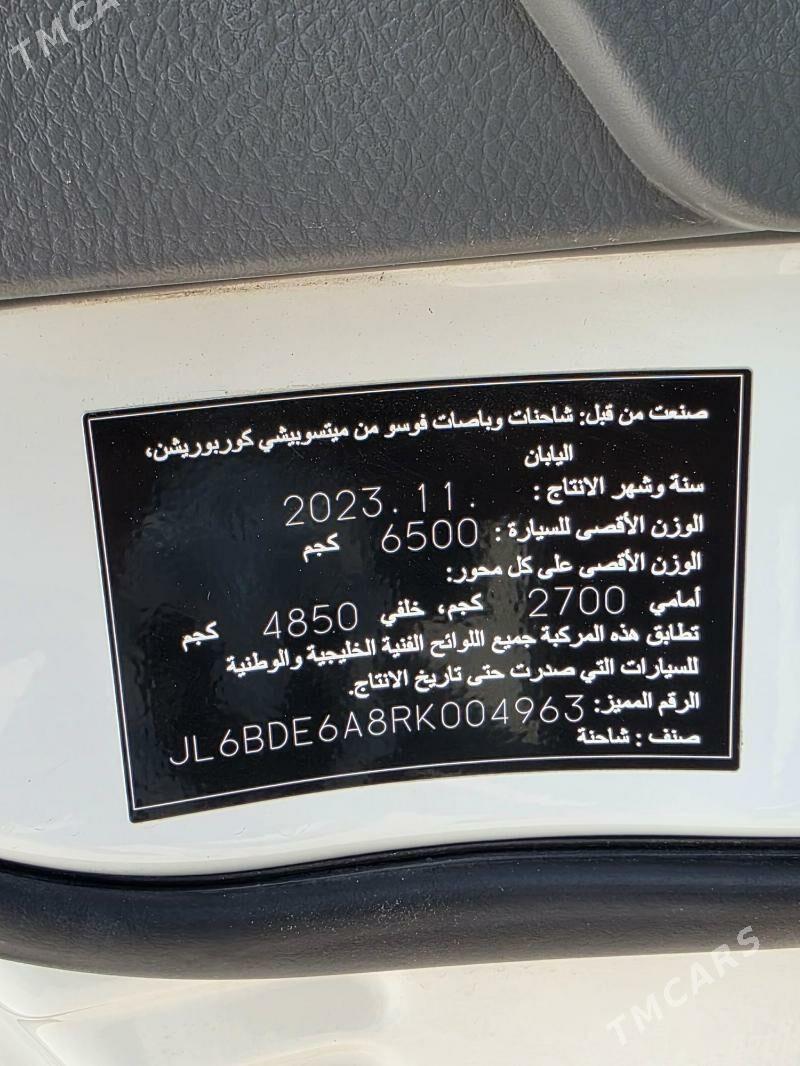 TMCARS
صنعت من قبل: شاحنات وباصات فوسو من ميتسوبيشي كوربوريشن،
اليابان
سنة وشهر الانتاج : 2023.11.
الوزن الأقصى للسيارة : 6500 كجم
الوزن الأقصى على كل محور:
أمامي 2700 كجم، خلفي 4850 كجم
تطابق هذه المركبة جميع اللوائح الفنية الخليجية والوطنية
للسيارات التي صدرت حتى تاريخ الانتاج.
الرقم المميز: JL6BDE6A8RK004963
صنف : شاحنة
TMCARS